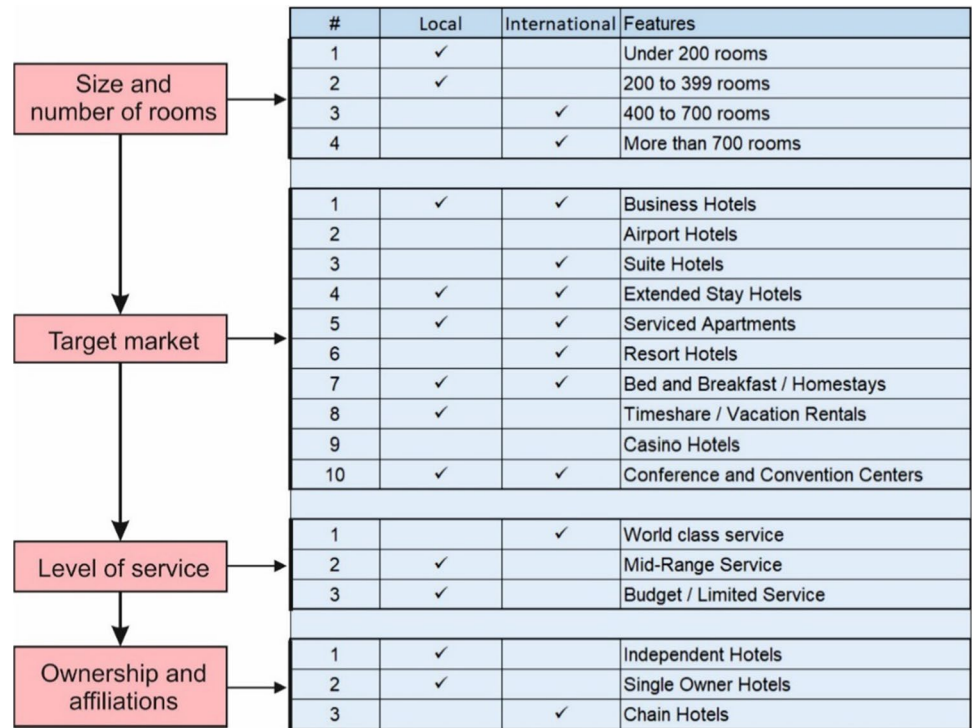 # Local International Features
1 ✓ Under 200 rooms
2 ✓ 200 to 399 rooms
3 ✓ 400 to 700 rooms
4 ✓ More than 700 rooms
Size and
number of rooms
1 ✓ ✓ Business Hotels
2 Airport Hotels
3 ✓ Suite Hotels
4 ✓ ✓ Extended Stay Hotels
5 ✓ ✓ Serviced Apartments
6 ✓ Resort Hotels
7 ✓ ✓ Bed and Breakfast / Homestays
8 ✓ Timeshare / Vacation Rentals
9 Casino Hotels
10 ✓ ✓ Conference and Convention Centers
Target market
1 ✓ World class service
2 ✓ Mid-Range Service
3 ✓ Budget / Limited Service
Level of service
1 ✓ Independent Hotels
2 ✓ Single Owner Hotels
3 ✓ Chain Hotels
Ownership and
affiliations